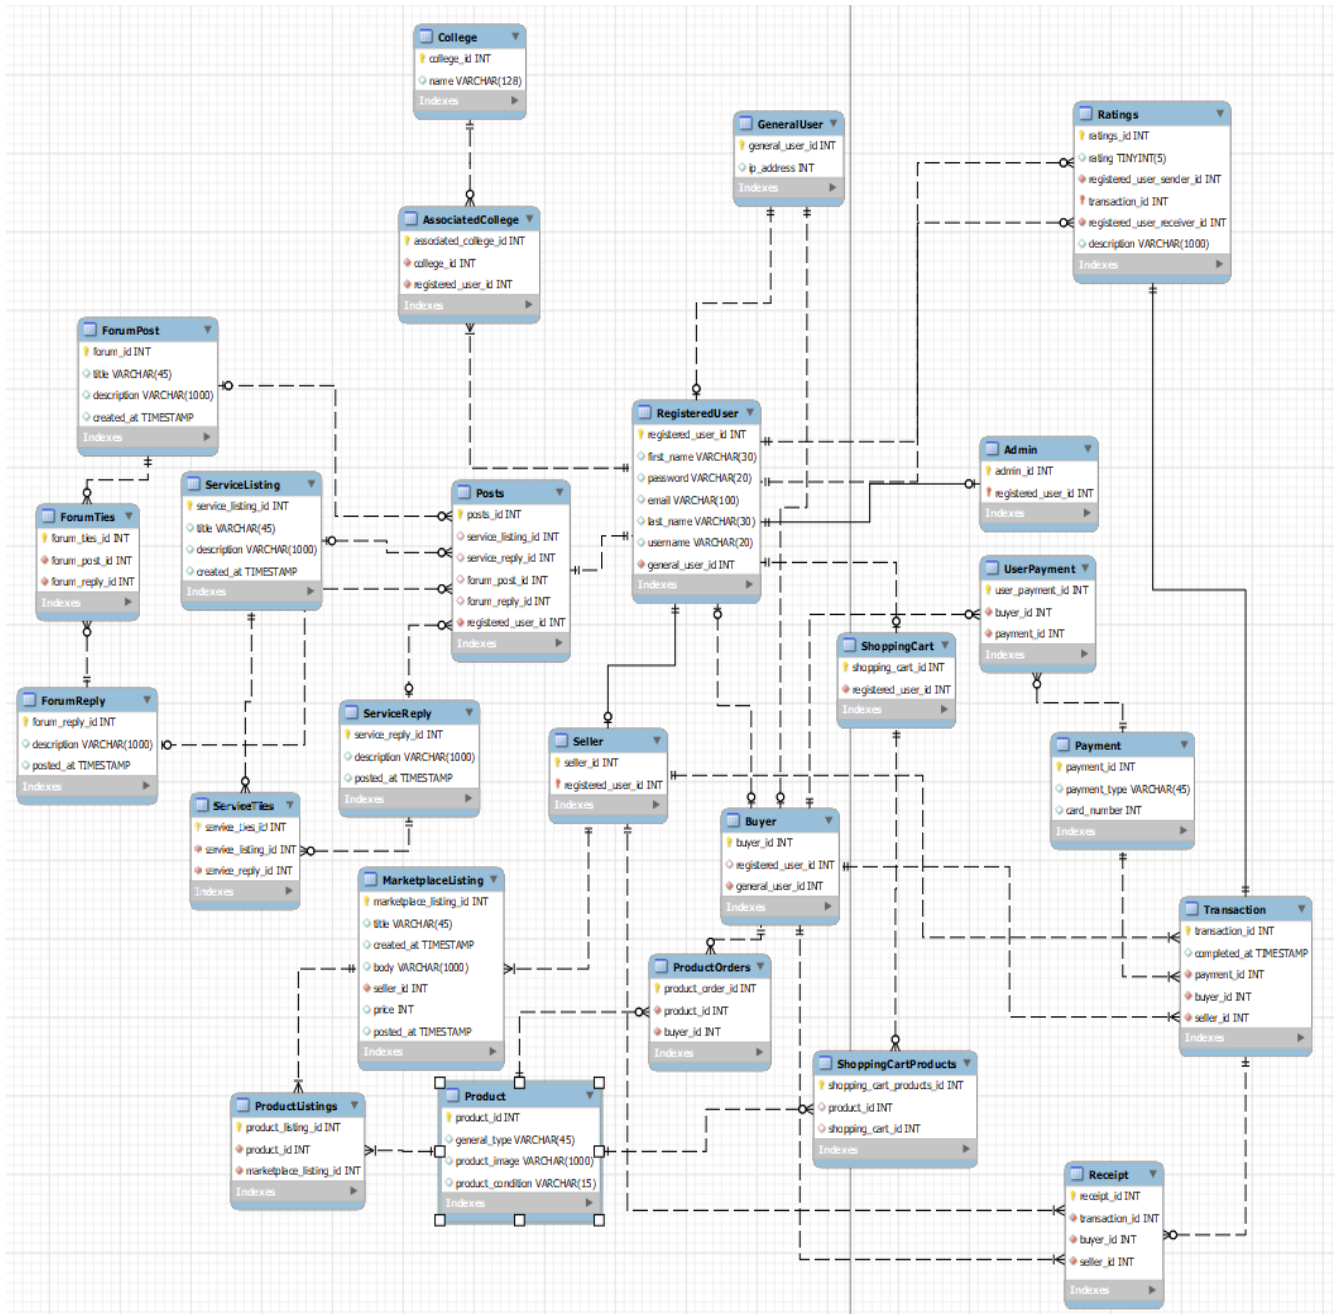 College
college_id INT
name VARCHAR(128)
Indexes
GeneralUser
general_user_id INT
ip_address INT
Indexes
Ratings
ratings_id INT
rating TINYINT(5)
registered_user_sender_id INT
transaction_id INT
registered_user_receiver_id INT
description VARCHAR(1000)
Indexes
AssociatedCollege
associated_college_id INT
college_id INT
registered_user_id INT
Indexes
ForumPost
forum_id INT
title VARCHAR(45)
description VARCHAR(1000)
created_at TIMESTAMP
Indexes
RegisteredUser
registered_user_id INT
first_name VARCHAR(30)
password VARCHAR(20)
email VARCHAR(100)
last_name VARCHAR(30)
username VARCHAR(20)
general_user_id INT
Indexes
Admin
admin_id INT
registered_user_id INT
Indexes
ServiceListing
service_listing_id INT
title VARCHAR(45)
description VARCHAR(1000)
created_at TIMESTAMP
Indexes
Posts
posts_id INT
service_listing_id INT
service_reply_id INT
forum_post_id INT
forum_reply_id INT
registered_user_id INT
Indexes
ForumTies
forum_ties_id INT
forum_post_id INT
forum_reply_id INT
Indexes
UserPayment
user_payment_id INT
buyer_id INT
payment_id INT
Indexes
ShoppingCart
shopping_cart_id INT
registered_user_id INT
Indexes
ForumReply
forum_reply_id INT
description VARCHAR(1000)
posted_at TIMESTAMP
Indexes
ServiceReply
service_reply_id INT
description VARCHAR(1000)
posted_at TIMESTAMP
Indexes
Seller
seller_id INT
registered_user_id INT
Indexes
Payment
payment_id INT
payment_type VARCHAR(45)
card_number INT
Indexes
ServiceTies
service_ties_id INT
service_listing_id INT
service_reply_id INT
Indexes
Buyer
buyer_id INT
registered_user_id INT
general_user_id INT
Indexes
MarketplaceListing
marketplace_listing_id INT
title VARCHAR(45)
created_at TIMESTAMP
body VARCHAR(1000)
seller_id INT
price INT
posted_at TIMESTAMP
Indexes
Transaction
transaction_id INT
completed_at TIMESTAMP
payment_id INT
buyer_id INT
seller_id INT
Indexes
ProductOrders
product_order_id INT
product_id INT
buyer_id INT
Indexes
ShoppingCartProducts
shopping_cart_products_id INT
product_id INT
shopping_cart_id INT
Indexes
ProductListings
product_listing_id INT
product_id INT
marketplace_listing_id INT
Indexes
Product
product_id INT
general_type VARCHAR(45)
product_image VARCHAR(1000)
product_condition VARCHAR(15)
Indexes
Receipt
receipt_id INT
transaction_id INT
buyer_id INT
seller_id INT
Indexes